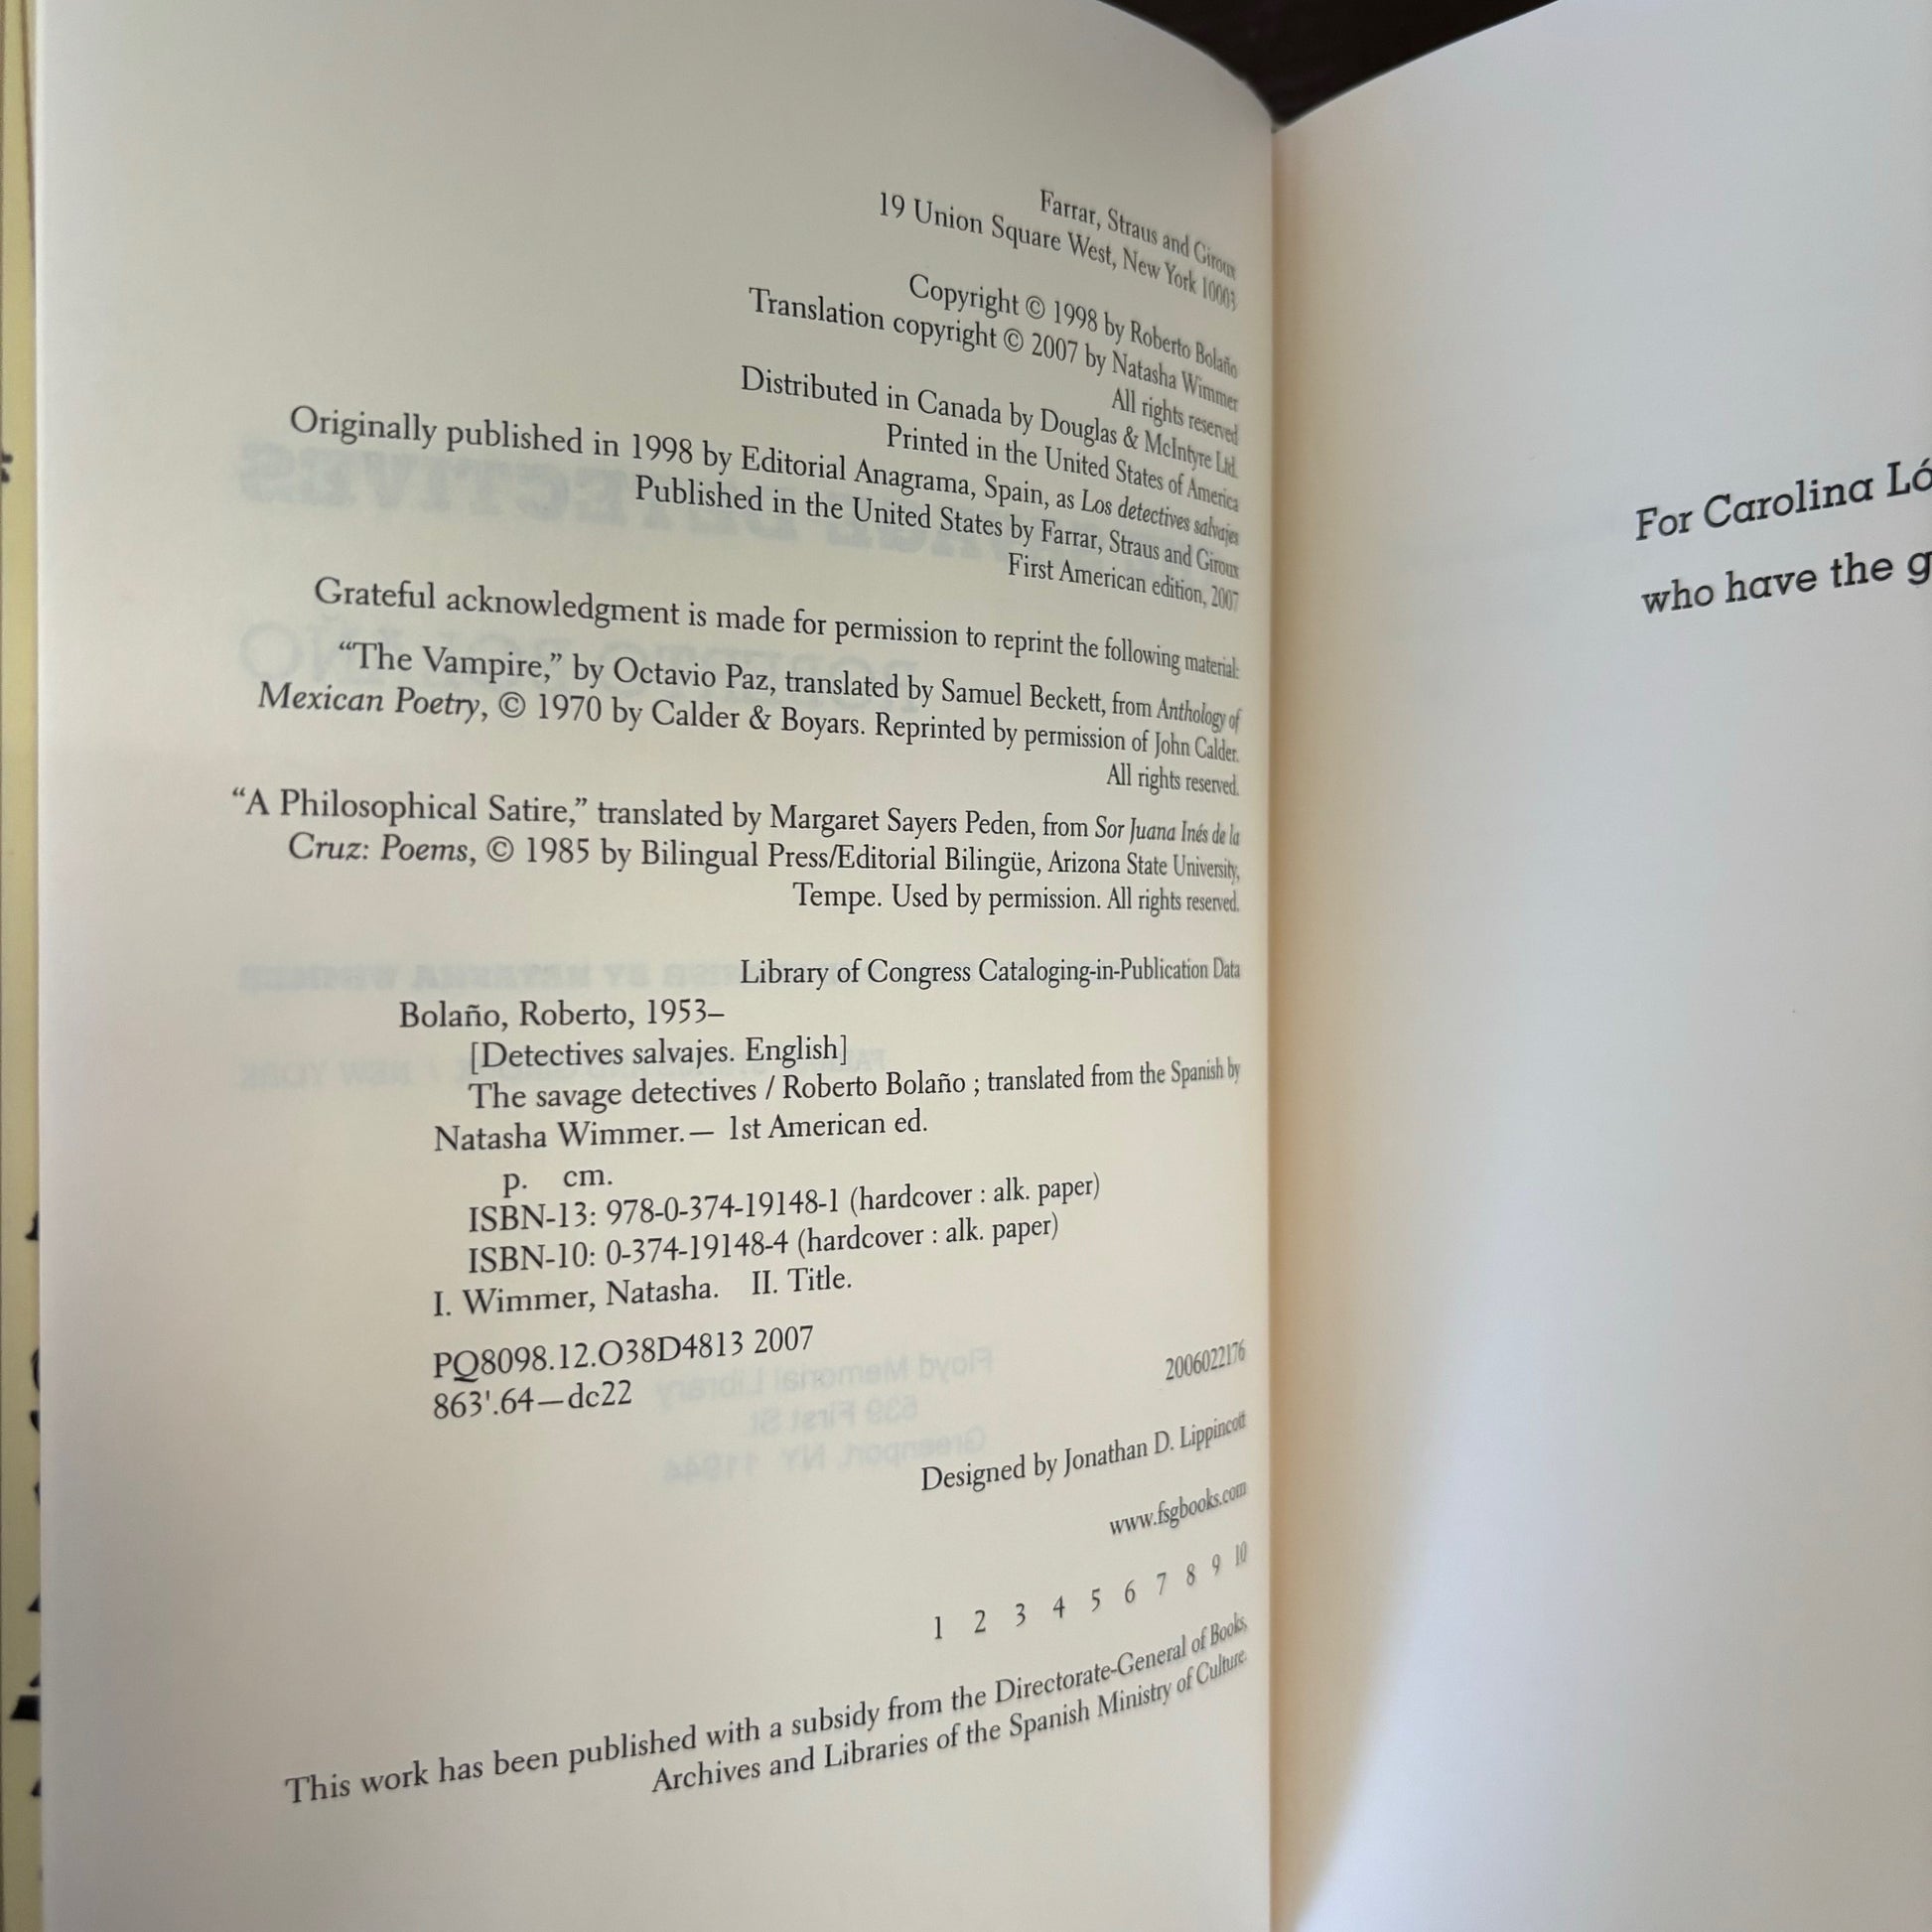 Farrar, Straus and Giroux
19 Union Square West, New York 10003
Copyright © 1998 by Roberto Bolaño
Translation copyright © 2007 by Natasha Wimmer
All rights reserved
Distributed in Canada by Douglas & McIntyre Ltd.
Printed in the United States of America
Originally published in 1998 by Editorial Anagrama, Spain, as Los detectives salvajes
Published in the United States by Farrar, Straus and Giroux
First American edition, 2007
Grateful acknowledgment is made for permission to reprint the following material:
“The Vampire,” by Octavio Paz, translated by Samuel Beckett, from Anthology of
Mexican Poetry, © 1970 by Calder & Boyars. Reprinted by permission of John Calder.
All rights reserved.
“A Philosophical Satire,” translated by Margaret Sayers Peden, from Sor Juana Inés de la
Cruz: Poems, © 1985 by Bilingual Press/Editorial Bilingüe, Arizona State University,
Tempe. Used by permission. All rights reserved.
Library of Congress Cataloging-in-Publication Data
Bolaño, Roberto, 1953–
[Detectives salvajes. English]
The savage detectives / Roberto Bolaño ; translated from the Spanish by
Natasha Wimmer.— 1st American ed.
p. cm.
ISBN-13: 978-0-374-19148-1 (hardcover : alk. paper)
ISBN-10: 0-374-19148-4 (hardcover : alk. paper)
I. Wimmer, Natasha. II. Title.
PQ8098.12.O38D4813 2007
863'.64—dc22
2006022176
Designed by Jonathan D. Lippincott
www.fsgbooks.com
1 2 3 4 5 6 7 8 9 10
This work has been published with a subsidy from the Directorate-General of Books,
Archives and Libraries of the Spanish Ministry of Culture.
For Carolina Ló
who have the g